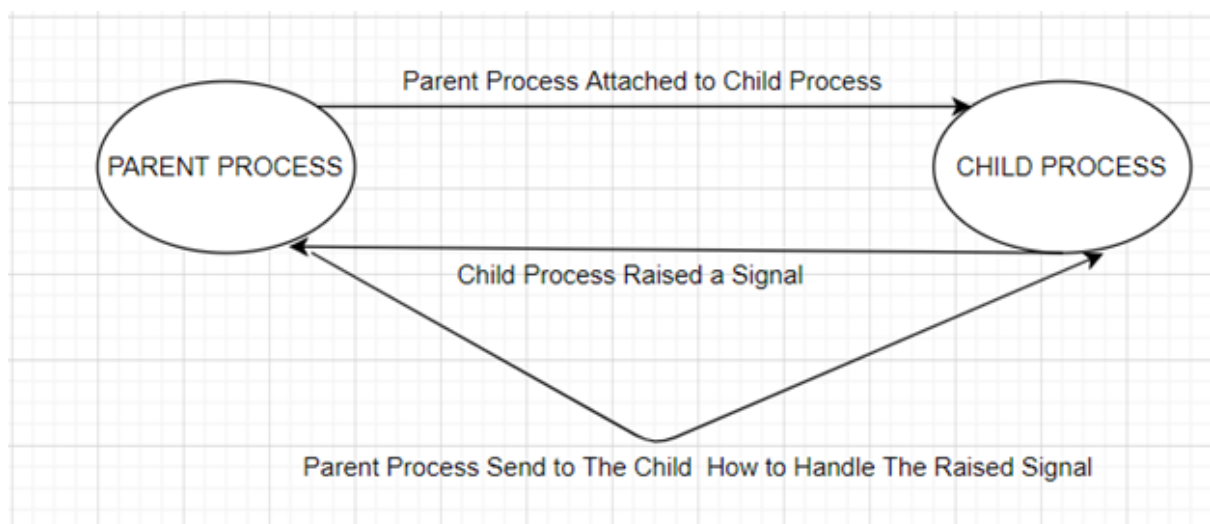 Parent Process Attached to Child Process
PARENT PROCESS
CHILD PROCESS
Child Process Raised a Signal
Parent Process Send to The Child How to Handle The Raised Signal